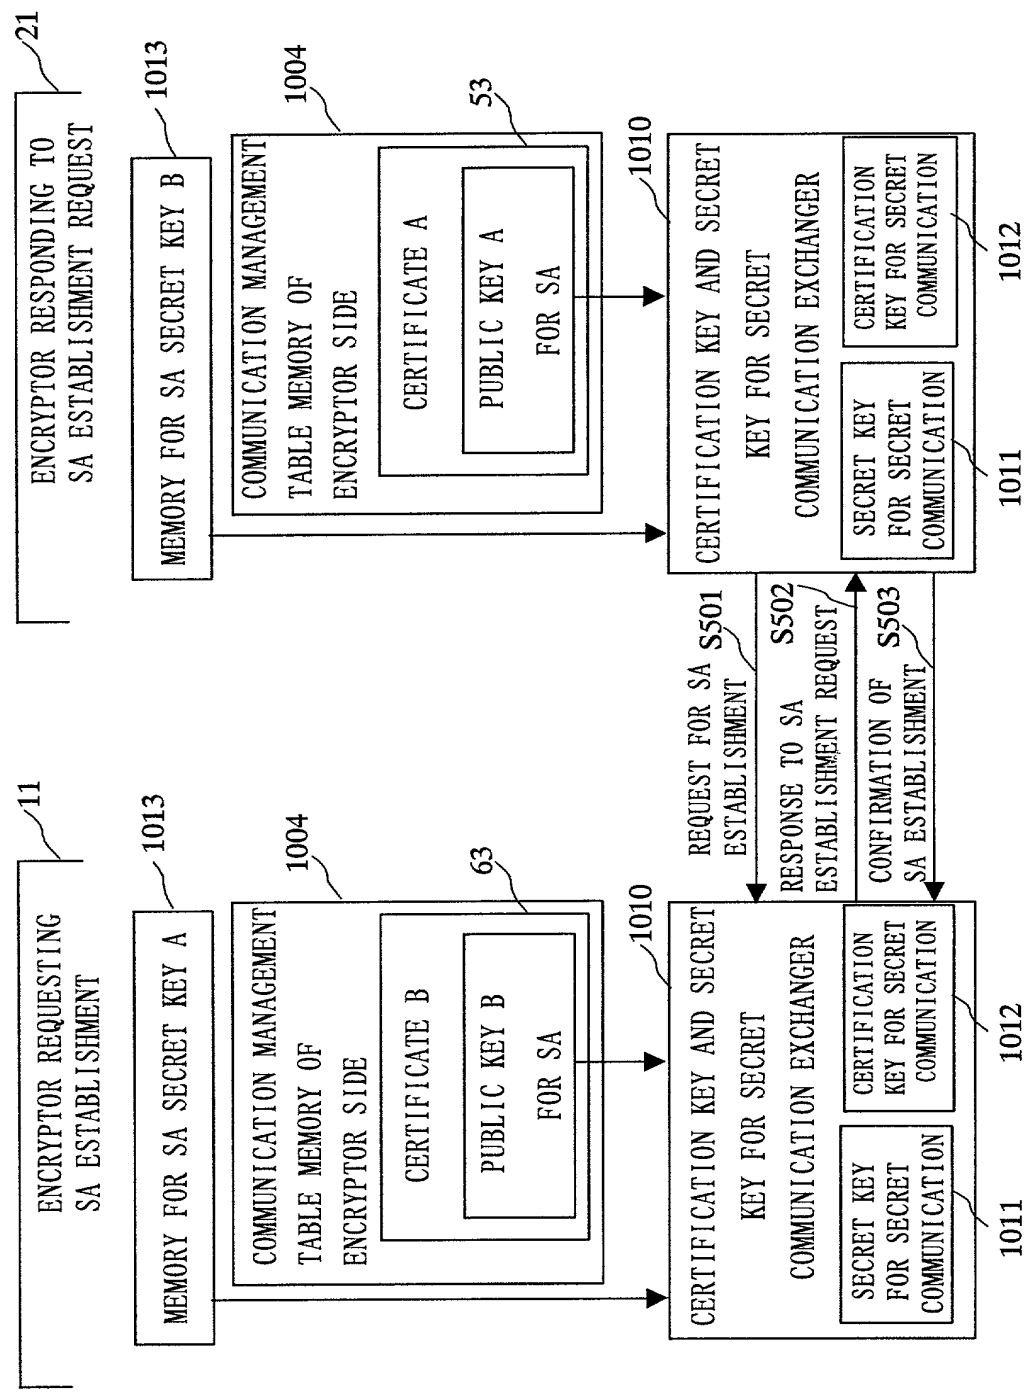 11
ENCRYPTOR REQUESTING
SA ESTABLISHMENT
1013
MEMORY FOR SA SECRET KEY A
1004
COMMUNICATION MANAGEMENT
TABLE MEMORY OF
ENCRYPTOR SIDE
63
CERTIFICATE B
PUBLIC KEY B
FOR SA
1010
CERTIFICATION KEY AND SECRET
KEY FOR SECRET
COMMUNICATION EXCHANGER
SECRET KEY
FOR SECRET
COMMUNICATION
1011
CERTIFICATION
KEY FOR SECRET
COMMUNICATION
1012
REQUEST FOR SA
ESTABLISHMENT
S501
RESPONSE TO SA
ESTABLISHMENT REQUEST
S502
CONFIRMATION OF
SA ESTABLISHMENT
S503
21
ENCRYPTOR RESPONDING TO
SA ESTABLISHMENT REQUEST
1013
MEMORY FOR SA SECRET KEY B
1004
COMMUNICATION MANAGEMENT
TABLE MEMORY OF
ENCRYPTOR SIDE
53
CERTIFICATE A
PUBLIC KEY A
FOR SA
1010
CERTIFICATION KEY AND SECRET
KEY FOR SECRET
COMMUNICATION EXCHANGER
SECRET KEY
FOR SECRET
COMMUNICATION
1011
CERTIFICATION
KEY FOR SECRET
COMMUNICATION
1012